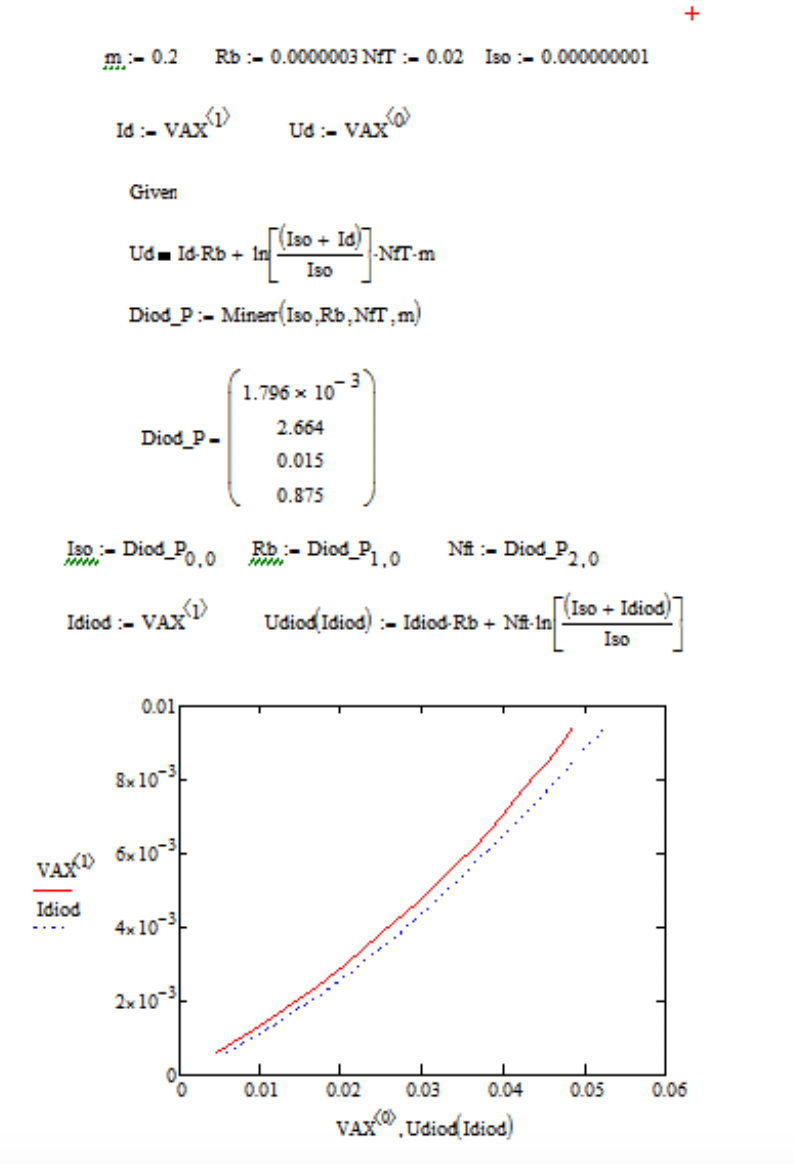 m := 0.2 Rb := 0.0000003 NfT := 0.02 Iso := 0.000000001
Id := VAX⟨1⟩ Ud := VAX⟨0⟩
Given
Ud = Id·Rb + ln[(Iso + Id)/Iso]·NfT·m
Diod_P := Minerr(Iso,Rb,NfT,m)
Diod_P = (1.796 × 10^-3
2.664
0.015
0.875)
Iso := Diod_P0,0 Rb := Diod_P1,0 Nft := Diod_P2,0
Idiod := VAX⟨1⟩ Udiod(Idiod) := Idiod·Rb + Nft·ln[(Iso + Idiod)/Iso]
0.01
8×10^-3
6×10^-3
4×10^-3
2×10^-3
0
VAX⟨1⟩
Idiod
0 0.01 0.02 0.03 0.04 0.05 0.06
VAX⟨0⟩, Udiod(Idiod)